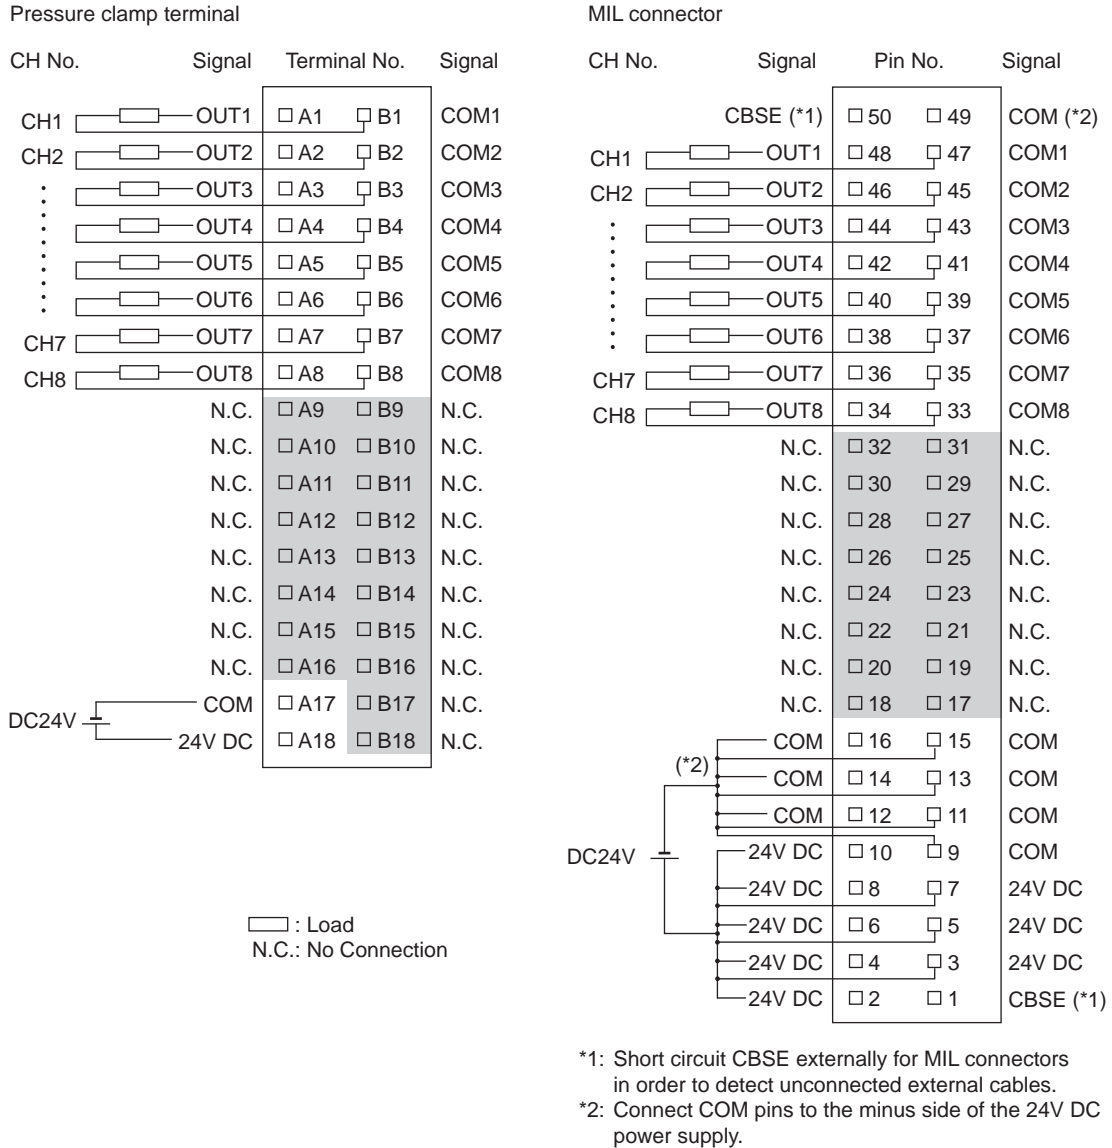 Pressure clamp terminal
CH No. Signal Terminal No. Signal
CH1 OUT1 A1 B1 COM1
CH2 OUT2 A2 B2 COM2
OUT3 A3 B3 COM3
OUT4 A4 B4 COM4
OUT5 A5 B5 COM5
OUT6 A6 B6 COM6
CH7 OUT7 A7 B7 COM7
CH8 OUT8 A8 B8 COM8
N.C. A9 B9 N.C.
N.C. A10 B10 N.C.
N.C. A11 B11 N.C.
N.C. A12 B12 N.C.
N.C. A13 B13 N.C.
N.C. A14 B14 N.C.
N.C. A15 B15 N.C.
N.C. A16 B16 N.C.
COM A17 B17 N.C.
DC24V
24V DC A18 B18 N.C.
: Load
N.C.: No Connection
MIL connector
CH No. Signal Pin No. Signal
CBSE (*1) 50 49 COM (*2)
CH1 OUT1 48 47 COM1
CH2 OUT2 46 45 COM2
OUT3 44 43 COM3
OUT4 42 41 COM4
OUT5 40 39 COM5
OUT6 38 37 COM6
CH7 OUT7 36 35 COM7
CH8 OUT8 34 33 COM8
N.C. 32 31 N.C.
N.C. 30 29 N.C.
N.C. 28 27 N.C.
N.C. 26 25 N.C.
N.C. 24 23 N.C.
N.C. 22 21 N.C.
N.C. 20 19 N.C.
N.C. 18 17 N.C.
COM 16 15 COM
(*2)
COM 14 13 COM
COM 12 11 COM
DC24V 24V DC 10 9 COM
24V DC 8 7 24V DC
24V DC 6 5 24V DC
24V DC 4 3 24V DC
24V DC 2 1 CBSE (*1)
*1: Short circuit CBSE externally for MIL connectors
in order to detect unconnected external cables.
*2: Connect COM pins to the minus side of the 24V DC
power supply.